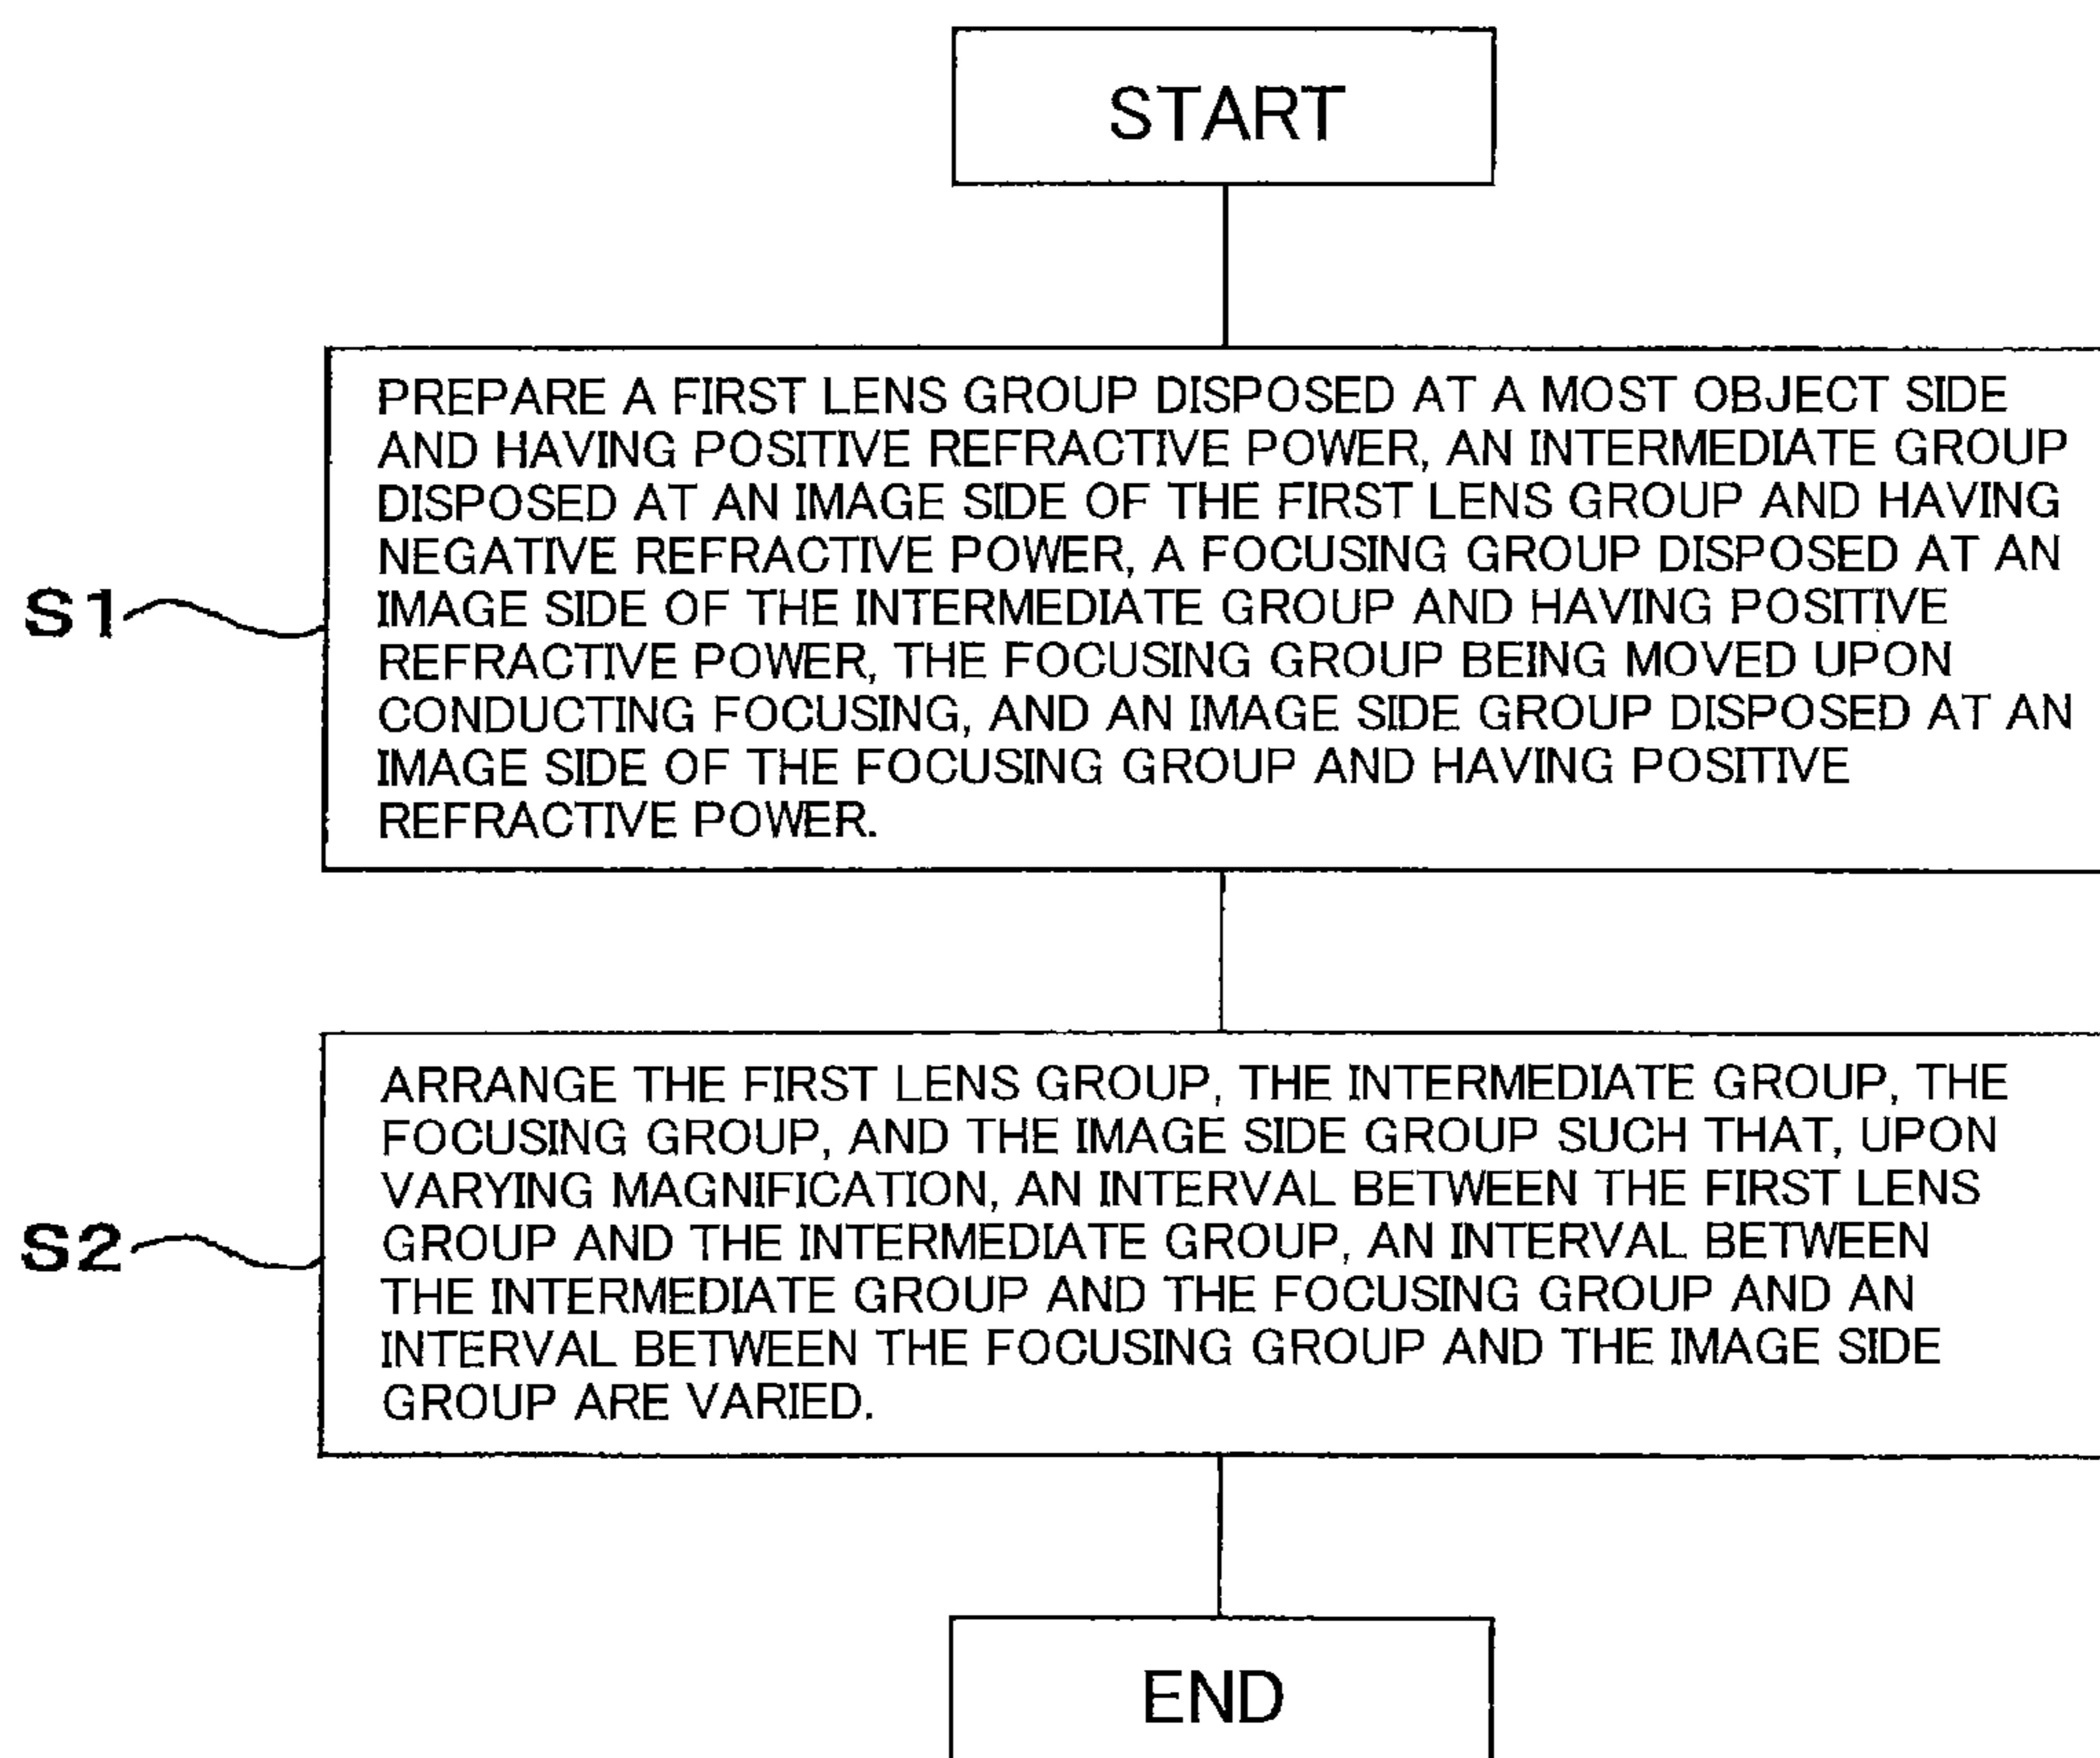 START
PREPARE A FIRST LENS GROUP DISPOSED AT A MOST OBJECT SIDE
AND HAVING POSITIVE REFRACTIVE POWER, AN INTERMEDIATE GROUP
DISPOSED AT AN IMAGE SIDE OF THE FIRST LENS GROUP AND HAVING
NEGATIVE REFRACTIVE POWER, A FOCUSING GROUP DISPOSED AT AN
IMAGE SIDE OF THE INTERMEDIATE GROUP AND HAVING POSITIVE
REFRACTIVE POWER, THE FOCUSING GROUP BEING MOVED UPON
CONDUCTING FOCUSING, AND AN IMAGE SIDE GROUP DISPOSED AT AN
IMAGE SIDE OF THE FOCUSING GROUP AND HAVING POSITIVE
REFRACTIVE POWER.
S1
ARRANGE THE FIRST LENS GROUP, THE INTERMEDIATE GROUP, THE
FOCUSING GROUP, AND THE IMAGE SIDE GROUP SUCH THAT, UPON
VARYING MAGNIFICATION, AN INTERVAL BETWEEN THE FIRST LENS
GROUP AND THE INTERMEDIATE GROUP, AN INTERVAL BETWEEN
THE INTERMEDIATE GROUP AND THE FOCUSING GROUP AND AN
INTERVAL BETWEEN THE FOCUSING GROUP AND THE IMAGE SIDE
GROUP ARE VARIED.
S2
END